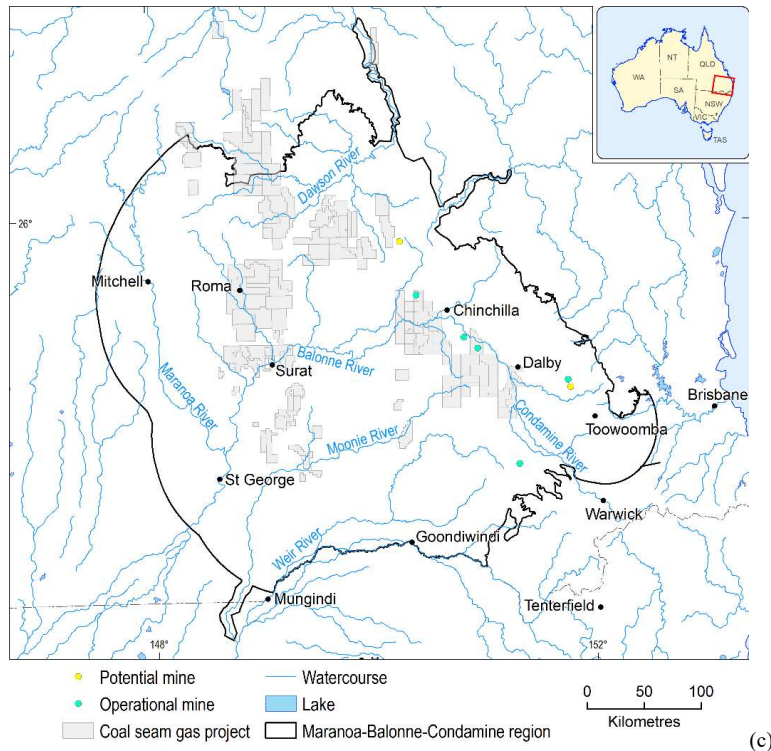 NT
QLD
WA
SA
NSW
VIC
TAS
26°
Dawson River
Mitchell
Roma
Chinchilla
Balonne River
Surat
Dalby
Maranoa River
Brisbane
Condamine River
Toowoomba
Moonie River
St George
Warwick
Weir River
Goondiwindi
Mungindi
Tenterfield
148°
152°
Potential mine
Watercourse
Operational mine
Lake
0 50 100
Coal seam gas project
Maranoa-Balonne-Condamine region
Kilometres
(c)